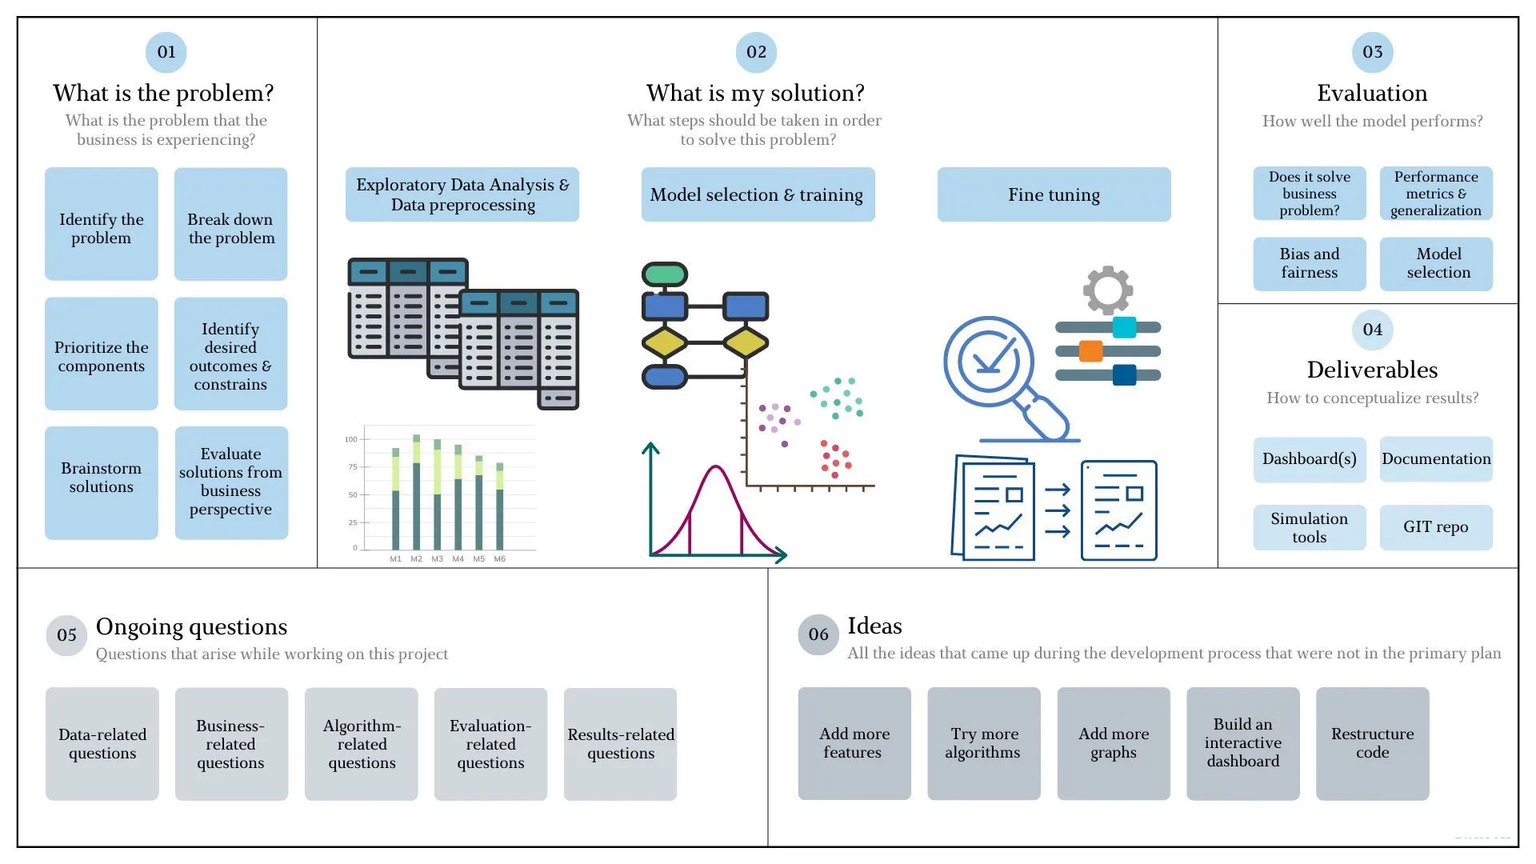 01
What is the problem?
What is the problem that the
business is experiencing?
Identify the
problem
Break down
the problem
Prioritize the
components
Identify
desired
outcomes &
constrains
Brainstorm
solutions
Evaluate
solutions from
business
perspective
02
What is my solution?
What steps should be taken in order
to solve this problem?
Exploratory Data Analysis &
Data preprocessing
Model selection & training
Fine tuning
100
75
50
25
0
M1 M2 M3 M4 M5 M6
03
Evaluation
How well the model performs?
Does it solve
business
problem?
Performance
metrics &
generalization
Bias and
fairness
Model
selection
04
Deliverables
How to conceptualize results?
Dashboard(s)
Documentation
Simulation
tools
GIT repo
05
Ongoing questions
Questions that arise while working on this project
Data-related
questions
Business-
related
questions
Algorithm-
related
questions
Evaluation-
related
questions
Results-related
questions
06
Ideas
All the ideas that came up during the development process that were not in the primary plan
Add more
features
Try more
algorithms
Add more
graphs
Build an
interactive
dashboard
Restructure
code